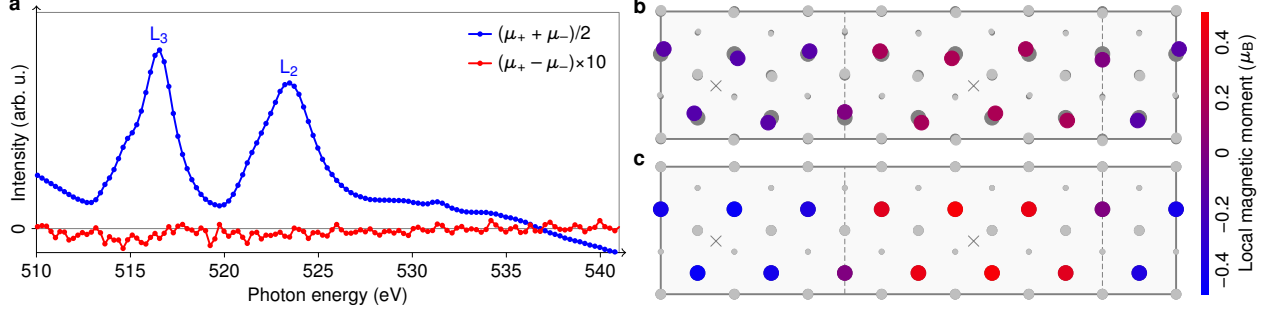 a
Intensity (arb. u.)
0
L₃
L₂
(μ₊ + μ₋)/2
(μ₊ − μ₋)×10
510
515
520
525
530
535
540
Photon energy (eV)
b
c
0.4
0.2
0
−0.2
−0.4
Local magnetic moment (μB)